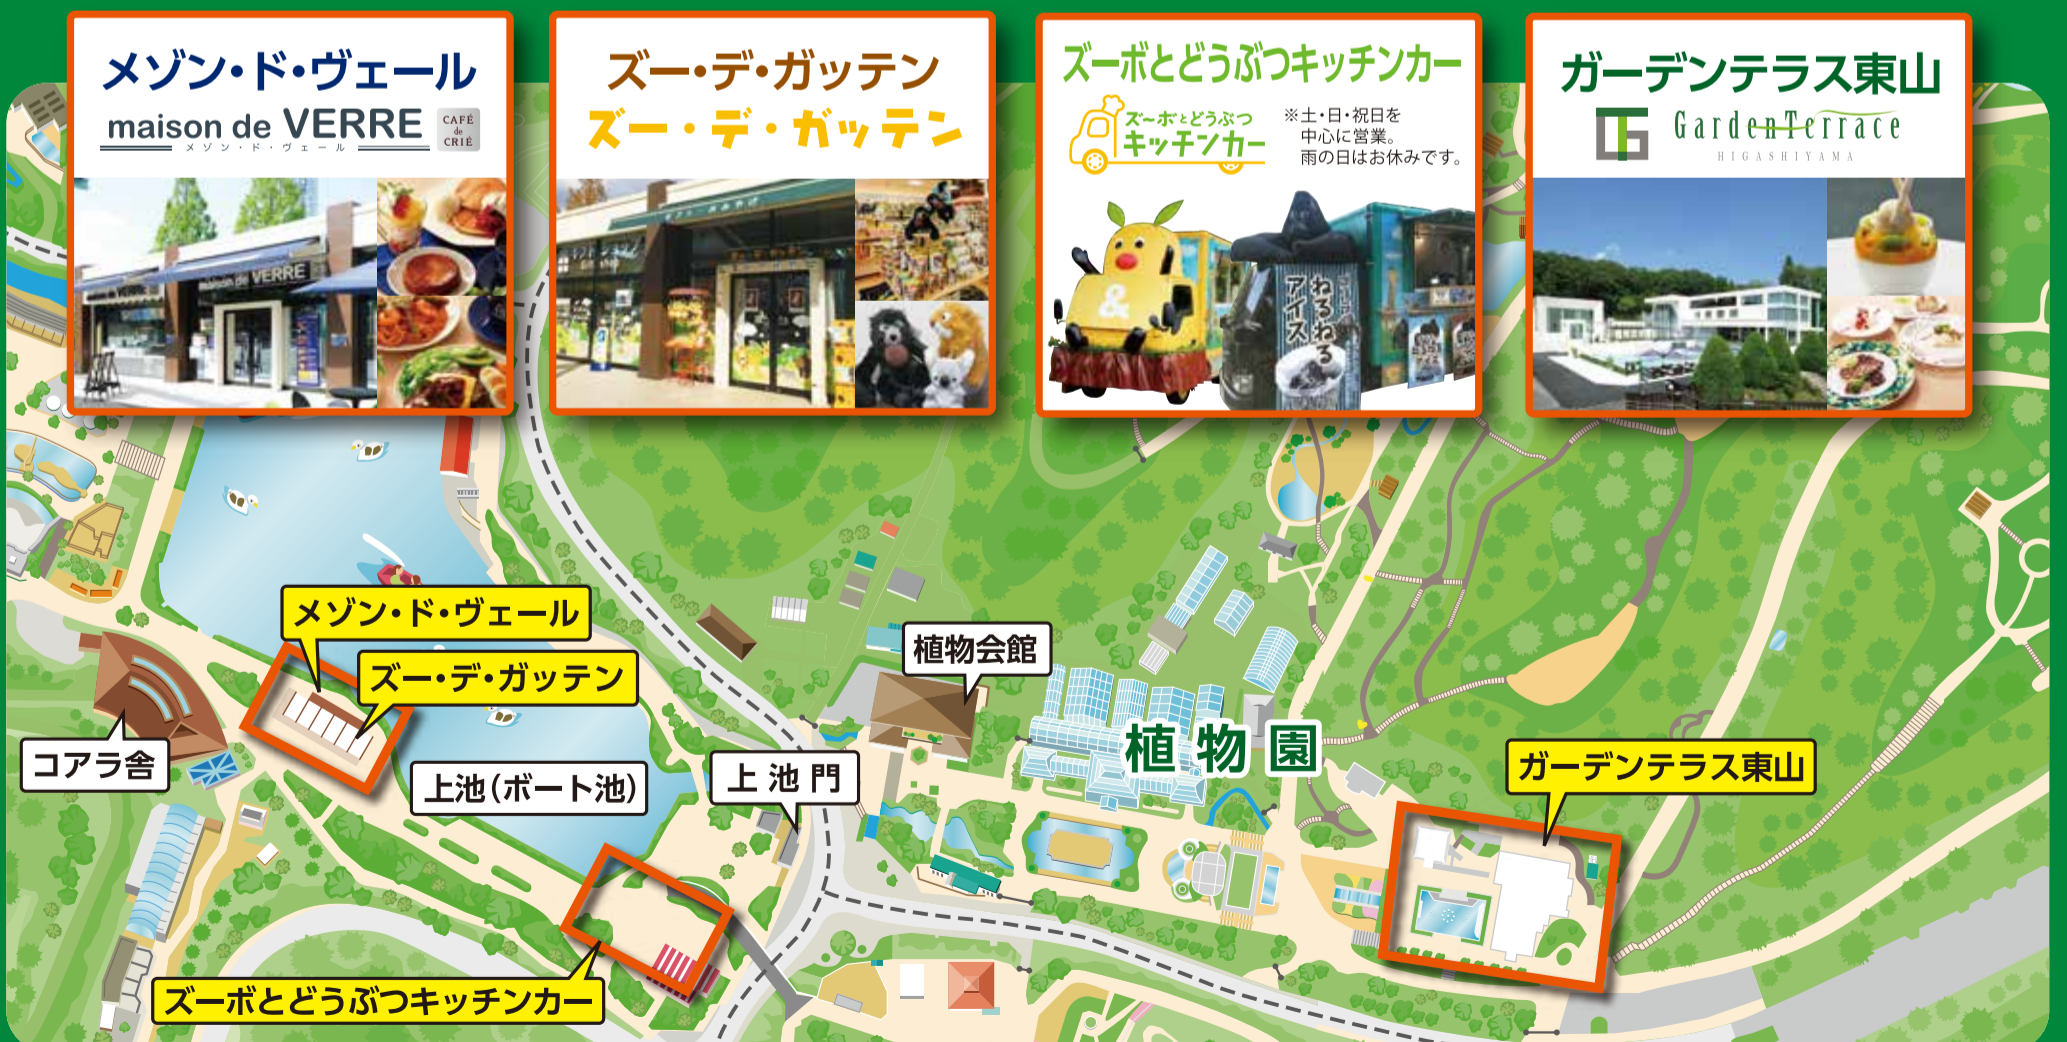 メゾン・ド・ヴェール
maison de VERRE
CAFÉ
de
CRIÉ
メゾン・ド・ヴェール
maison de VERRE
ズー・デ・ガッテン
ズー・デ・ガッテン
ズーボとどうぶつキッチンカー
ズーボとどうぶつ
キッチンカー
※土・日・祝日を
中心に営業。
雨の日はお休みです。
&
ねるねる
アイス
ガーデンテラス東山
GardenTerrace
HIGASHIYAMA
メゾン・ド・ヴェール
ズー・デ・ガッテン
植物会館
コアラ舎
上池(ボート池)
上池門
植物園
ガーデンテラス東山
ズーボとどうぶつキッチンカー